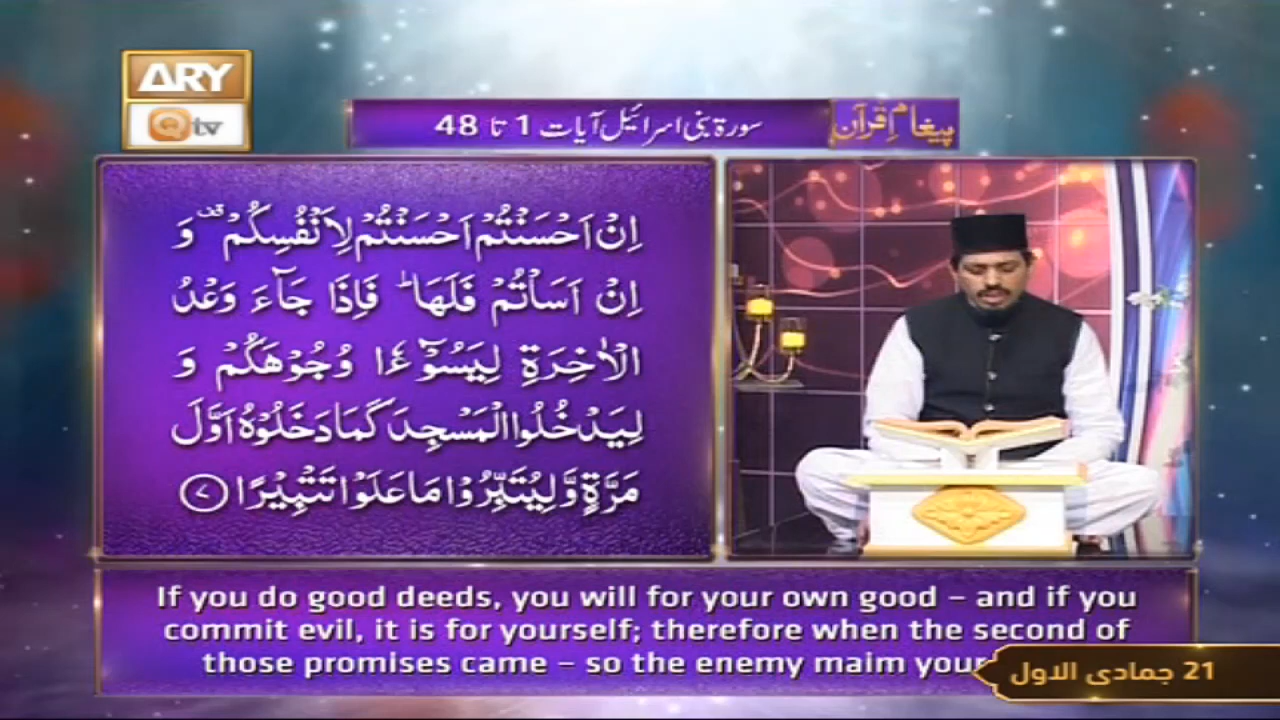 ARY
Qtv
پیغامِ قرآن
سورۃ بنی اسرائیل آیات 1 تا 48
اِنْ اَحْسَنْتُمْ اَحْسَنْتُمْ لِاَنْفُسِكُمْ ۫ وَ
اِنْ اَسَاْتُمْ فَلَهَا ؕ فَاِذَا جَآءَ وَعْدُ
الْاٰخِرَةِ لِیَسُوْٓءٗا وُجُوْهَكُمْ وَ
لِیَدْخُلُوا الْمَسْجِدَ كَمَا دَخَلُوْهُ اَوَّلَ
مَرَّةٍ وَّ لِیُتَبِّرُوْا مَا عَلَوْا تَتْبِیْرًا ﴿۷﴾
If you do good deeds, you will for your own good – and if you
commit evil, it is for yourself; therefore when the second of
those promises came – so the enemy maim your
21 جمادی الاول